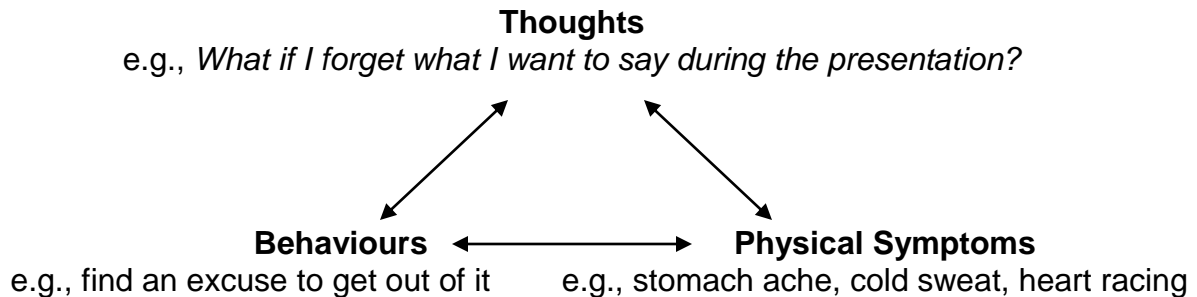 Thoughts
e.g., What if I forget what I want to say during the presentation?
Behaviours
e.g., find an excuse to get out of it
Physical Symptoms
e.g., stomach ache, cold sweat, heart racing